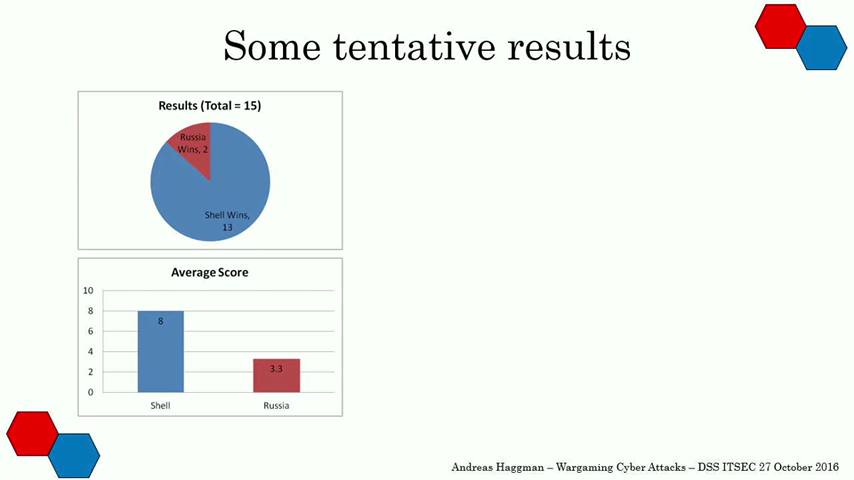 Some tentative results
Results (Total = 15)
Russia
Wins, 2
Shell Wins,
13
Average Score
10
8
6
4
2
0
8
3.3
Shell
Russia
Andreas Haggman – Wargaming Cyber Attacks – DSS ITSEC 27 October 2016